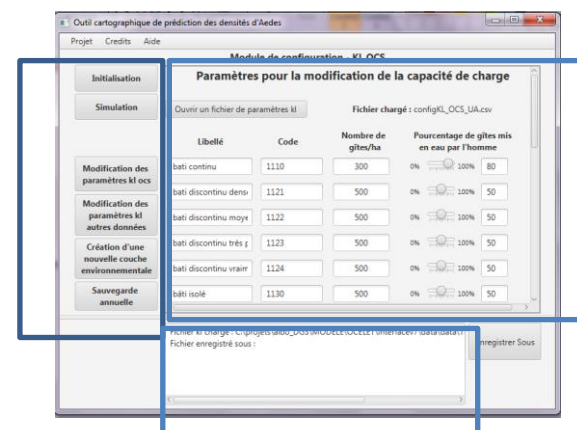 Outil cartographique de prédiction des densités d'Aedes
Projet Credits Aide
Module de configuration - KL OCS
Initialisation
Simulation
Modification des
paramètres kl ocs
Modification des
paramètres kl
autres données
Création d'une
nouvelle couche
environnementale
Sauvegarde
annuelle
Paramètres pour la modification de la capacité de charge
Ouvrir un fichier de paramètres kl Fichier chargé : configKL_OCS_UA.csv
Libellé Code Nombre de gîtes/ha Pourcentage de gîtes mis en eau par l'homme
bati continu 1110 300 0% 100% 80
bati discontinu dens 1121 500 0% 100% 50
bati discontinu moye 1122 500 0% 100% 50
bati discontinu très p 1123 500 0% 100% 50
bati discontinu vraim 1124 500 0% 100% 50
bâti isolé 1130 500 0% 100% 50
Fichier kl chargé :
Fichier enregistré sous :
nregistrer Sous